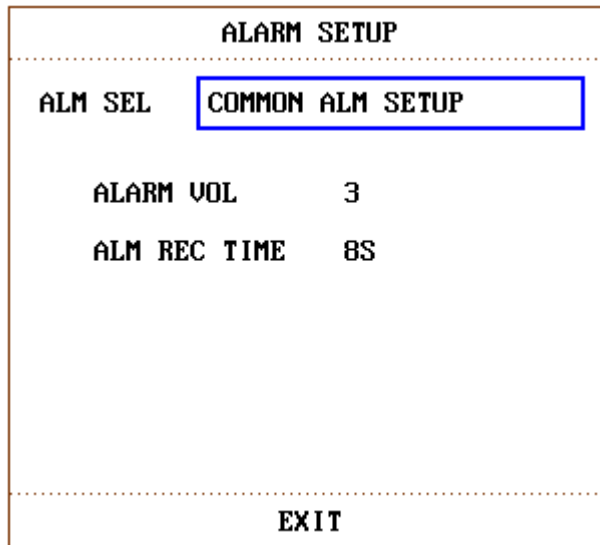 ALARM SETUP
ALM SEL COMMON ALM SETUP
ALARM VOL 3
ALM REC TIME 8S
EXIT